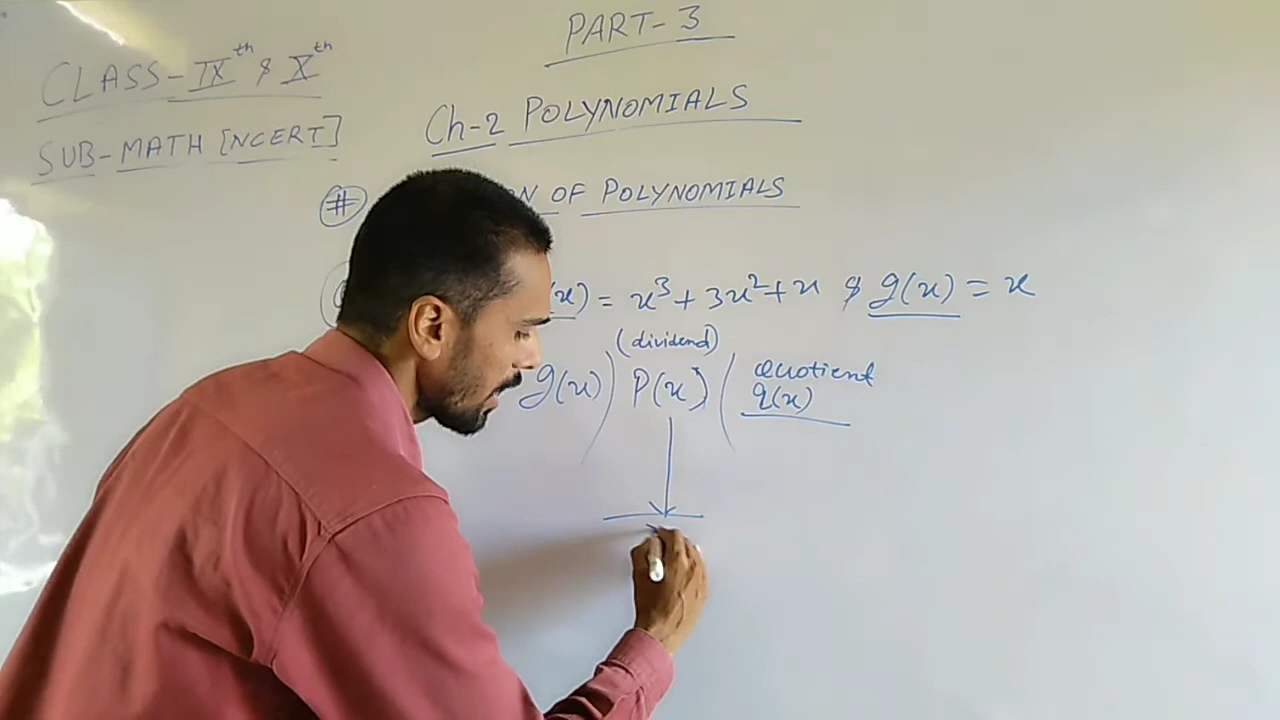 PART-3
CLASS-IXth & Xth
Ch-2 POLYNOMIALS
SUB-MATH [NCERT]
# OF POLYNOMIALS
(x) = x³ + 3x² + x & g(x) = x
(dividend)
g(x) ) P(x) ( quotient
q(x)